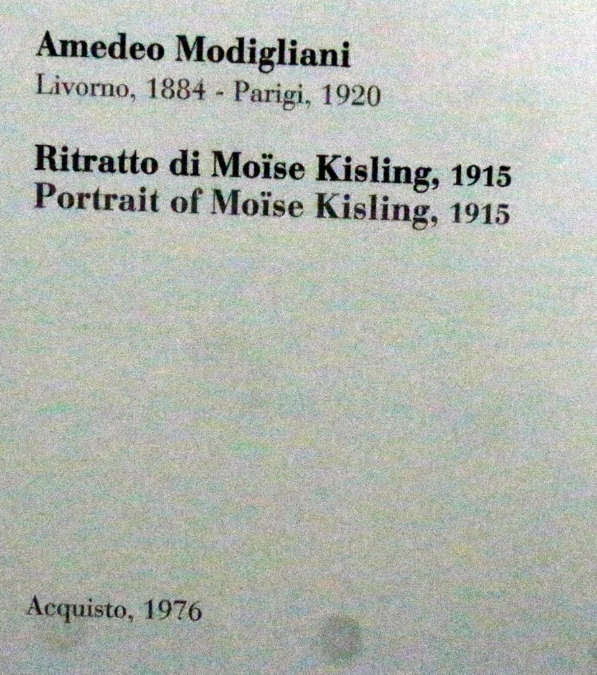 Amedeo Modigliani
Livorno, 1884 - Parigi, 1920
Ritratto di Moïse Kisling, 1915
Portrait of Moïse Kisling, 1915
Acquisto, 1976